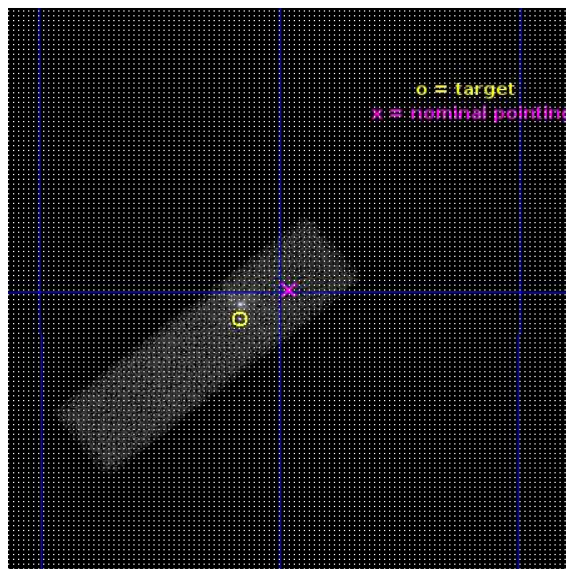 o = target
x = nominal pointing